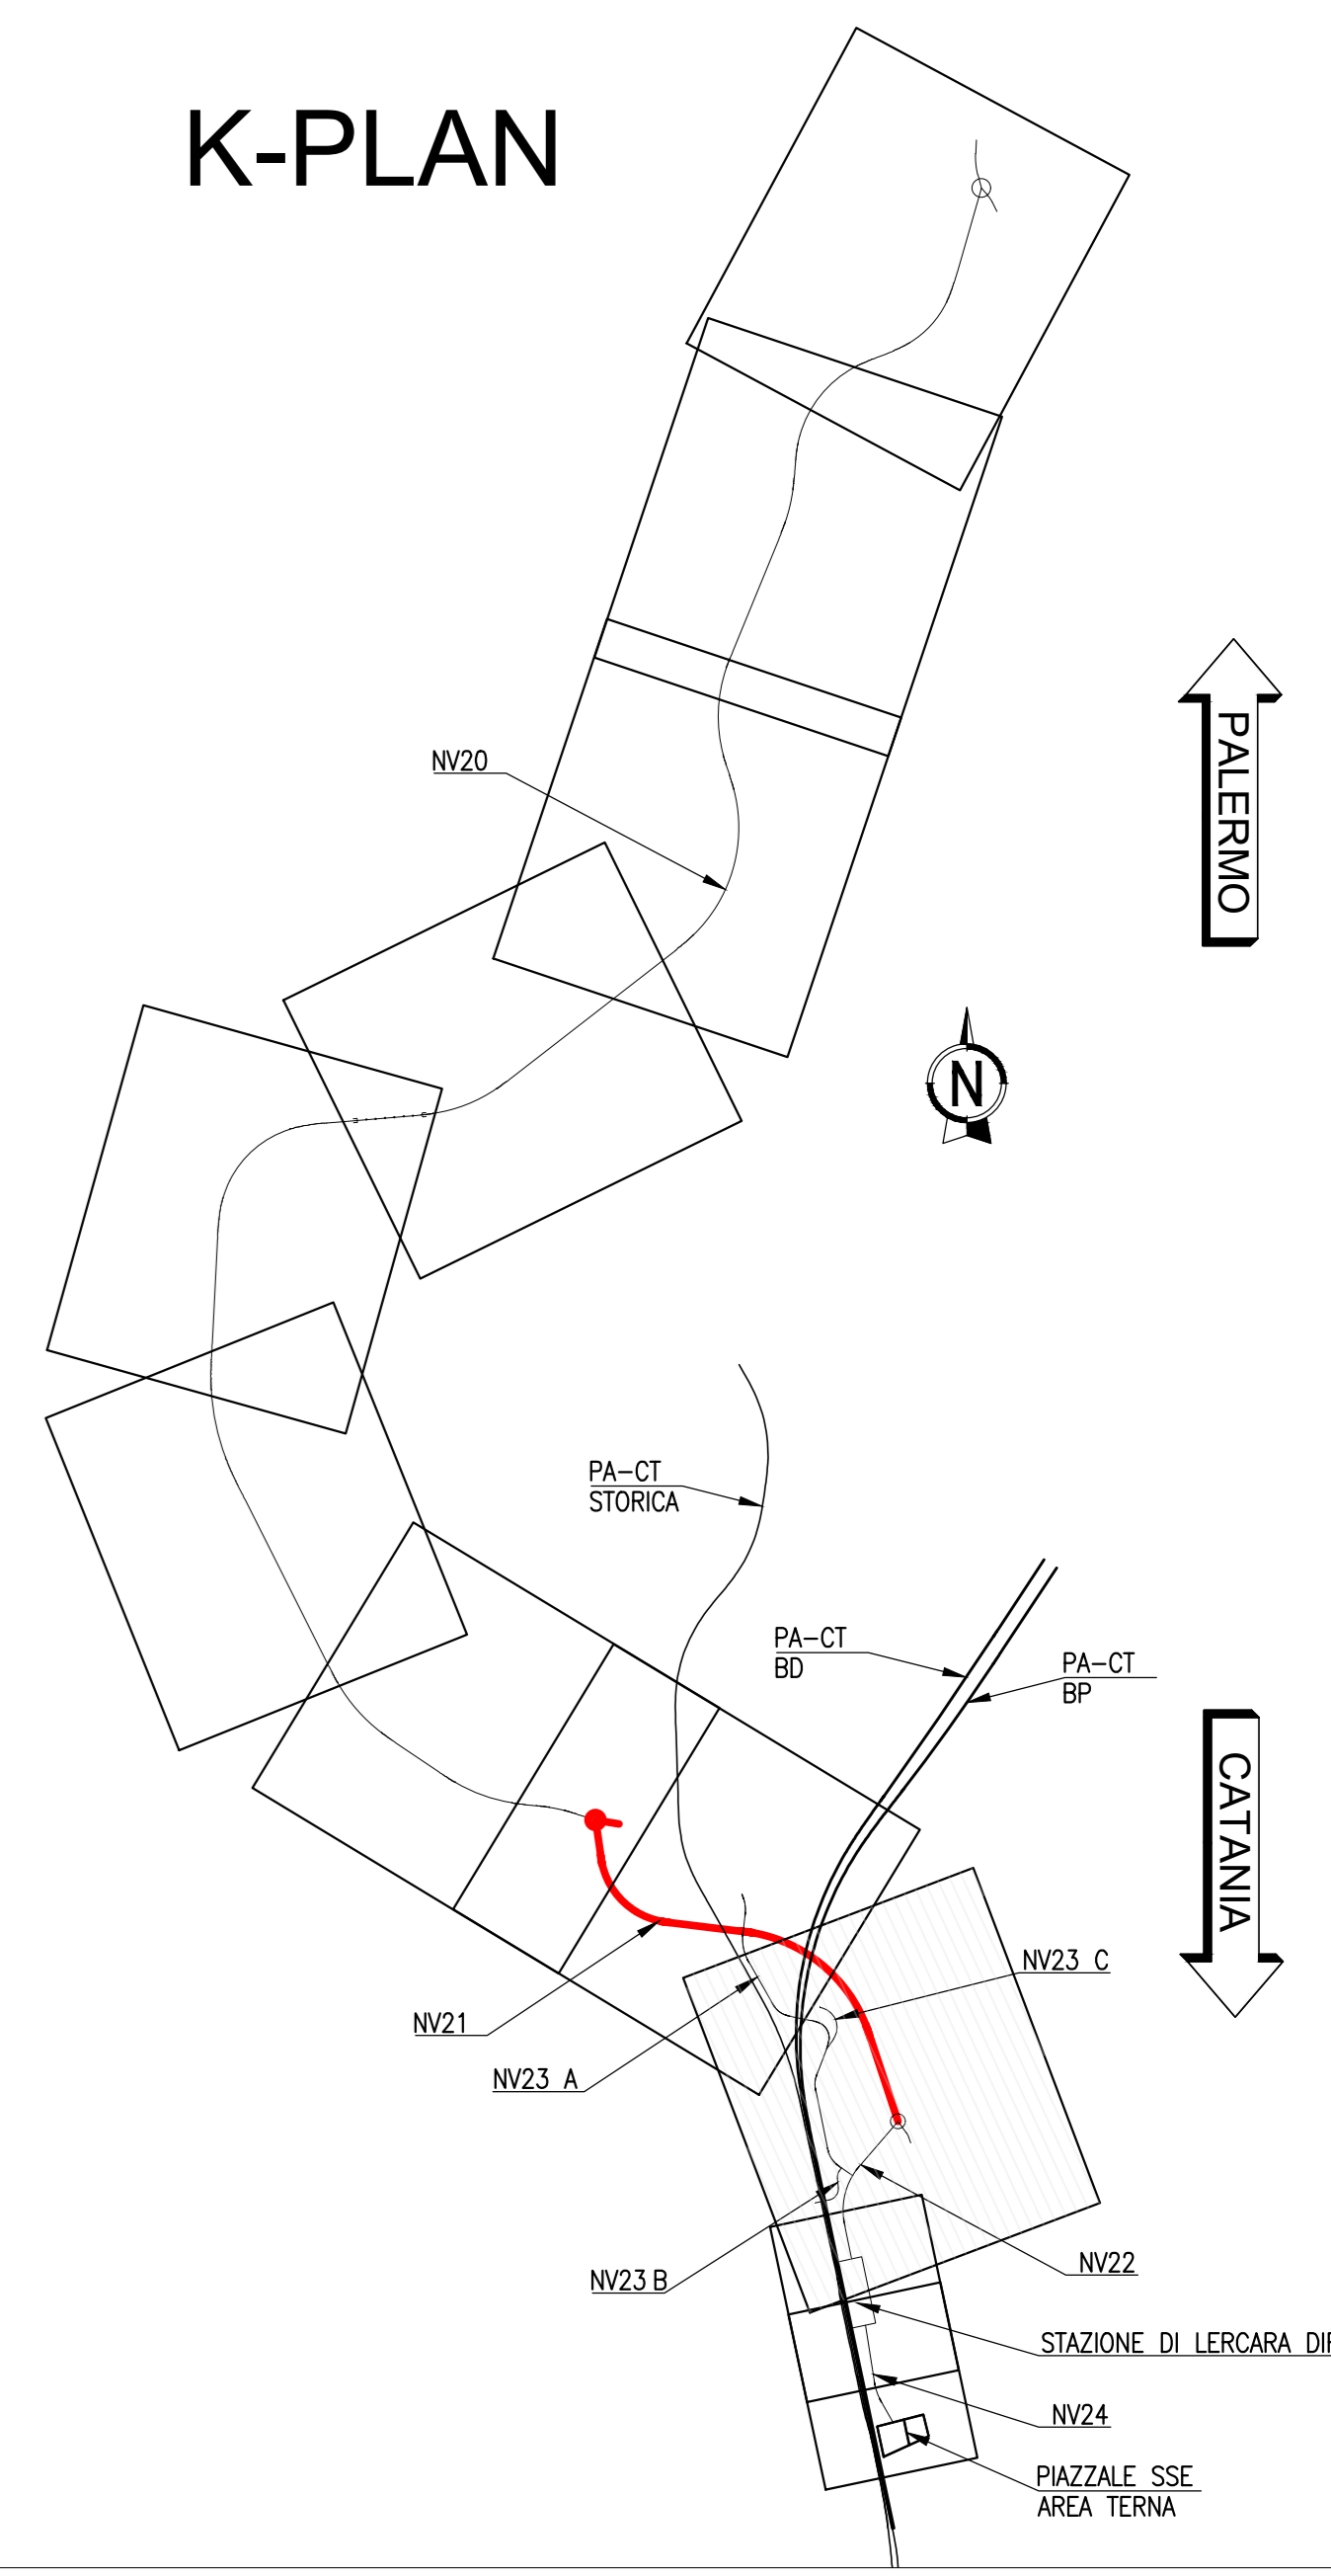 K-PLAN
PALERMO
NV20
N
PA-CT
STORICA
PA-CT
BD
PA-CT
BP
CATANIA
NV23 C
NV21
NV23 A
NV22
NV23 B
STAZIONE DI LERCARA
NV24
PIAZZALE SSE
AREA TERNA